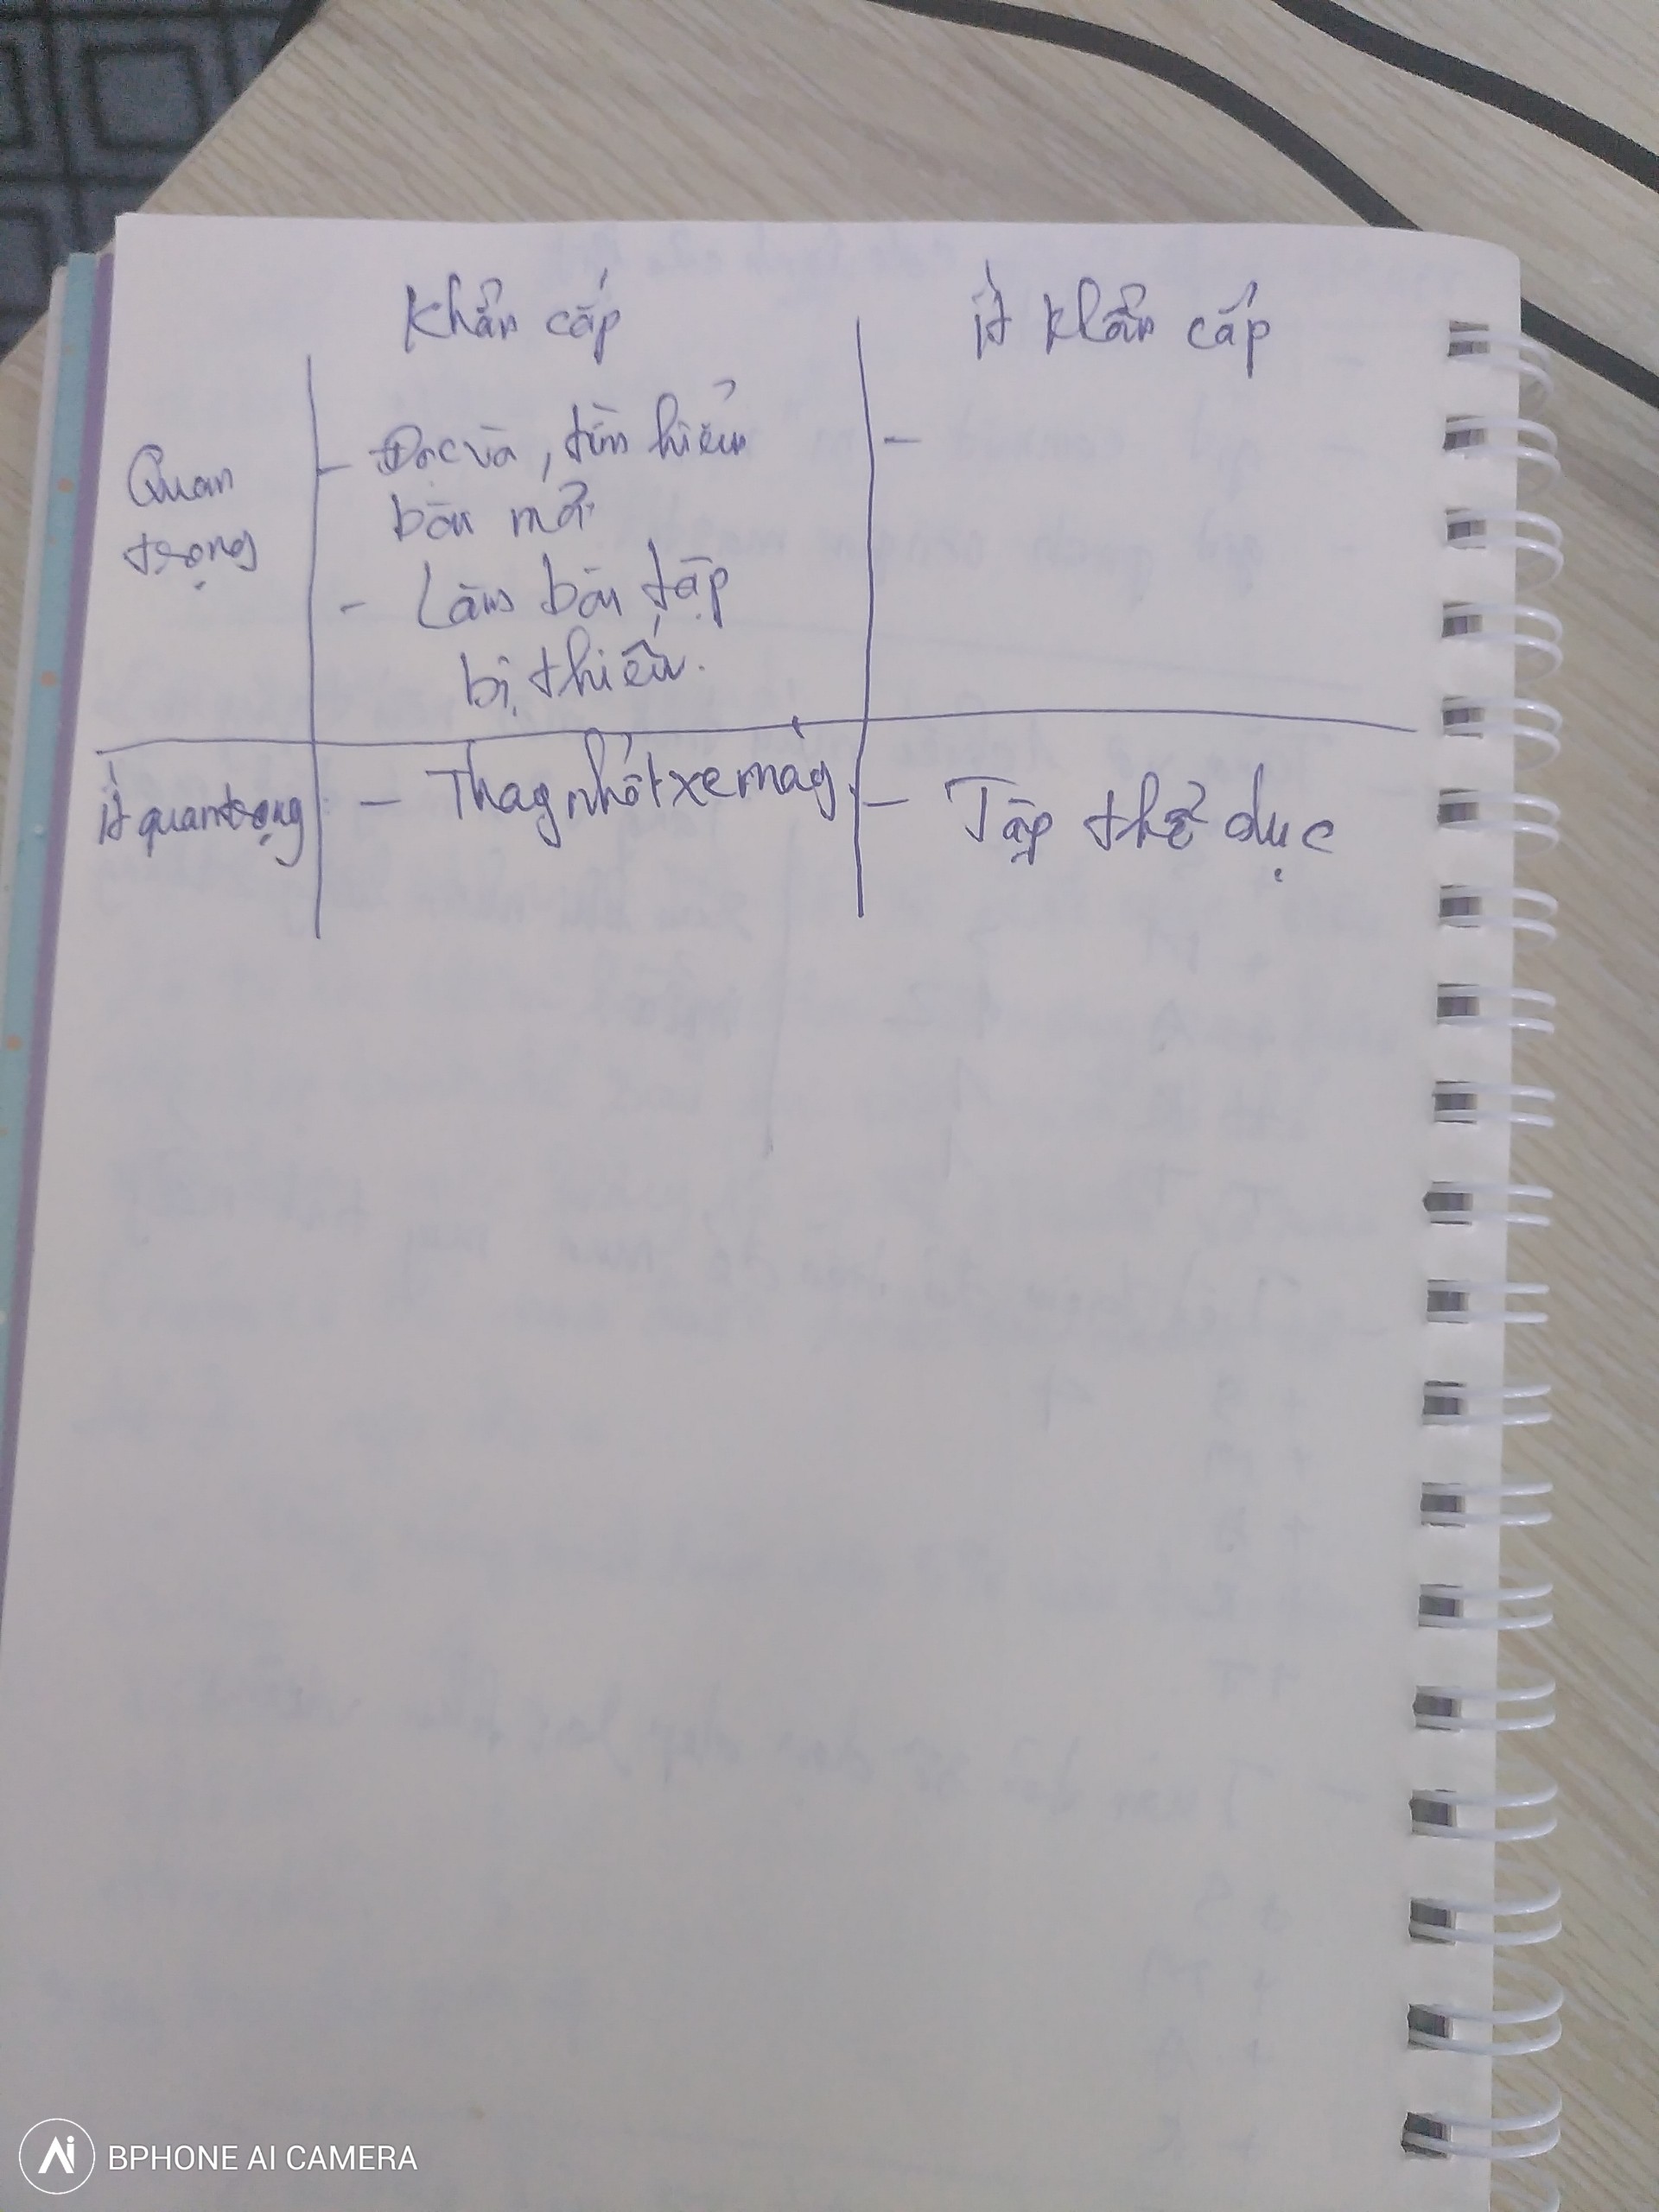 Khẩn cấp
ít khẩn cấp
Quan
trọng
- Đọc và, tìm hiểu
bài mới
- Làm bài tập
bị thiếu.
-
ít quan trọng
- Thay nhớt xe máy.
- Tập thể dục
BPHONE AI CAMERA